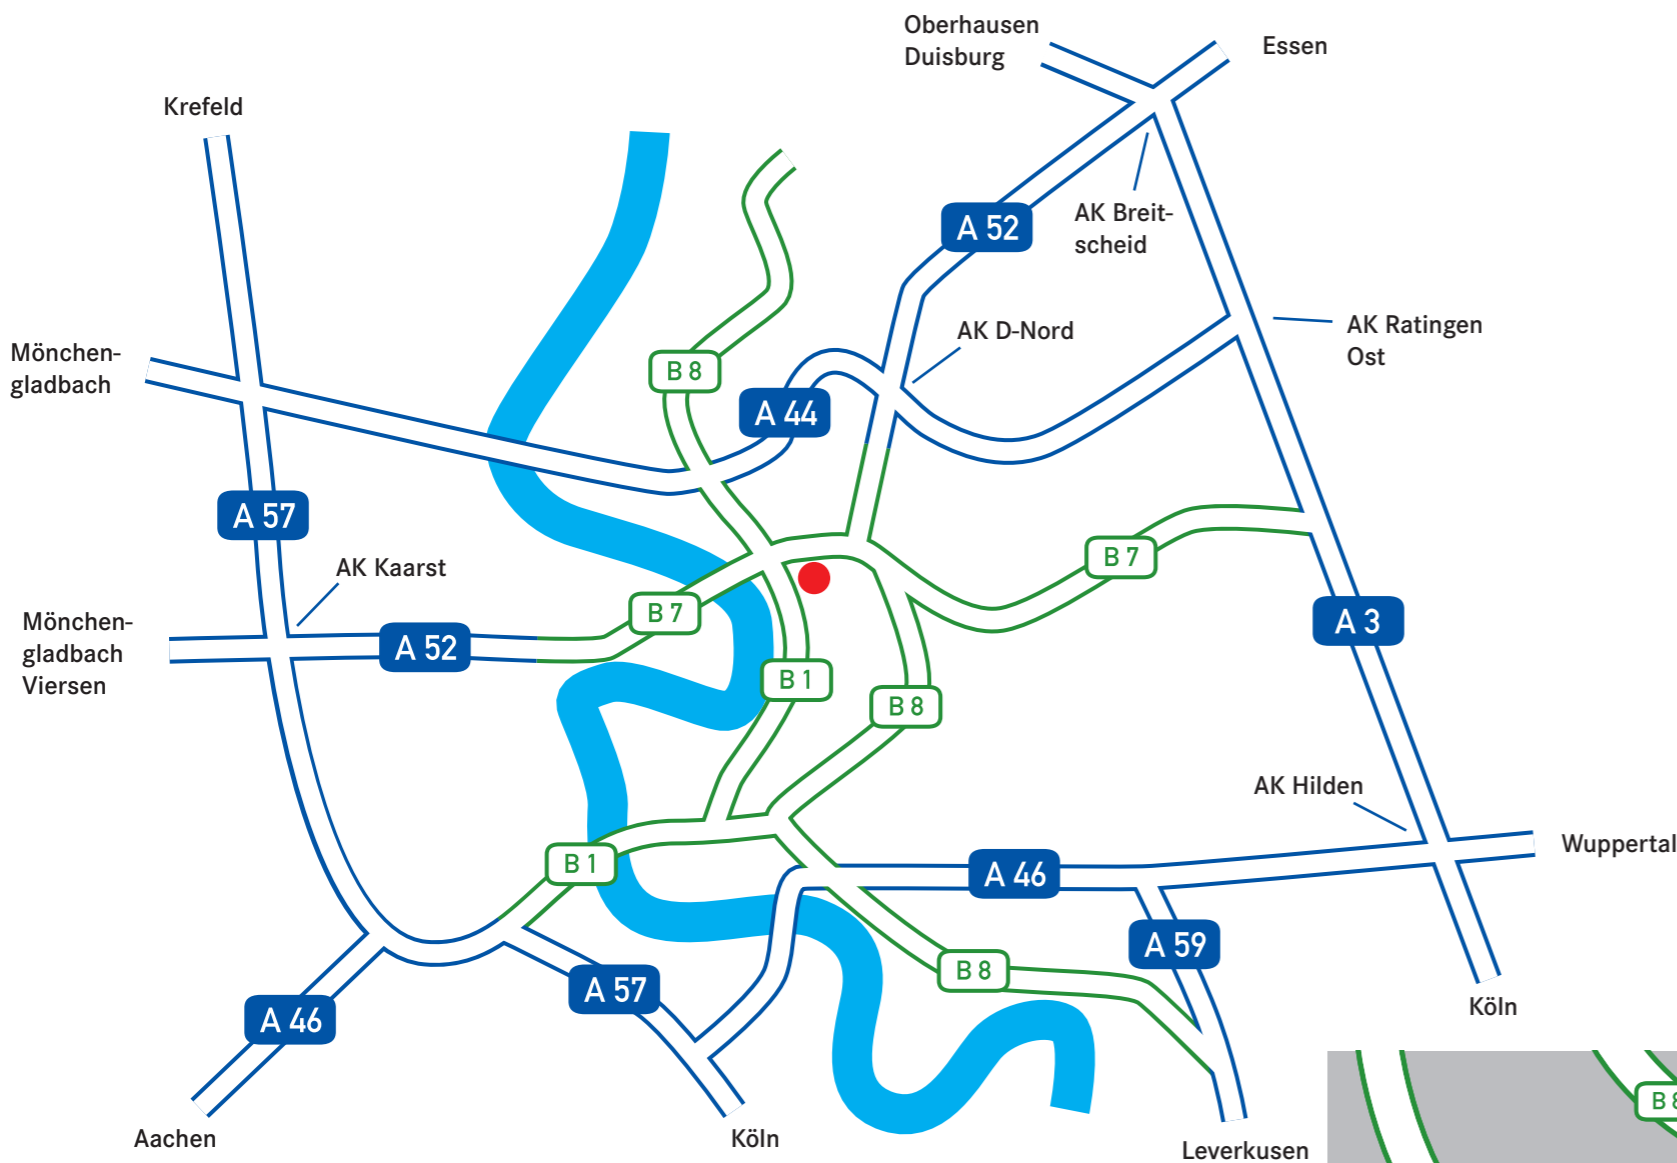 Oberhausen
Duisburg
Essen
Krefeld
A 52
AK Breit-
scheid
AK D-Nord
AK Ratingen
Ost
Mönchen-
gladbach
B 8
A 44
A 57
AK Kaarst
B 7
B 7
A 3
Mönchen-
gladbach
Viersen
A 52
B 1
B 8
AK Hilden
Wuppertal
B 1
A 46
A 59
B 8
A 57
A 46
Köln
B 8
Aachen
Köln
Leverkusen